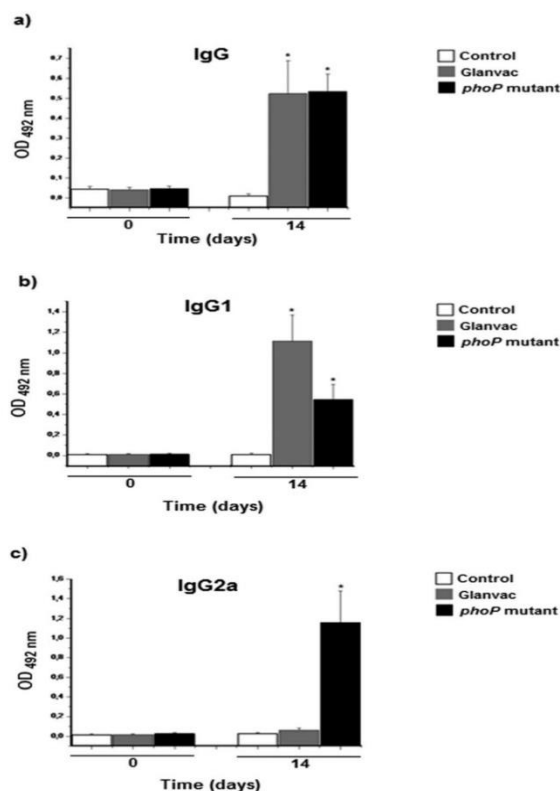 a)
IgG
Control
Glanvac
phoP mutant
OD 492 nm
0,7
0,6
0,5
0,4
0,3
0,2
0,1
0,0
* *
0 14
Time (days)
b)
IgG1
Control
Glanvac
phoP mutant
OD 492 nm
1,4
1,2
1,0
0,8
0,6
0,4
0,2
0,0
* *
0 14
Time (days)
c)
IgG2a
Control
Glanvac
phoP mutant
OD 492 nm
1,6
1,4
1,2
1,0
0,8
0,6
0,4
0,2
0,0
*
0 14
Time (days)